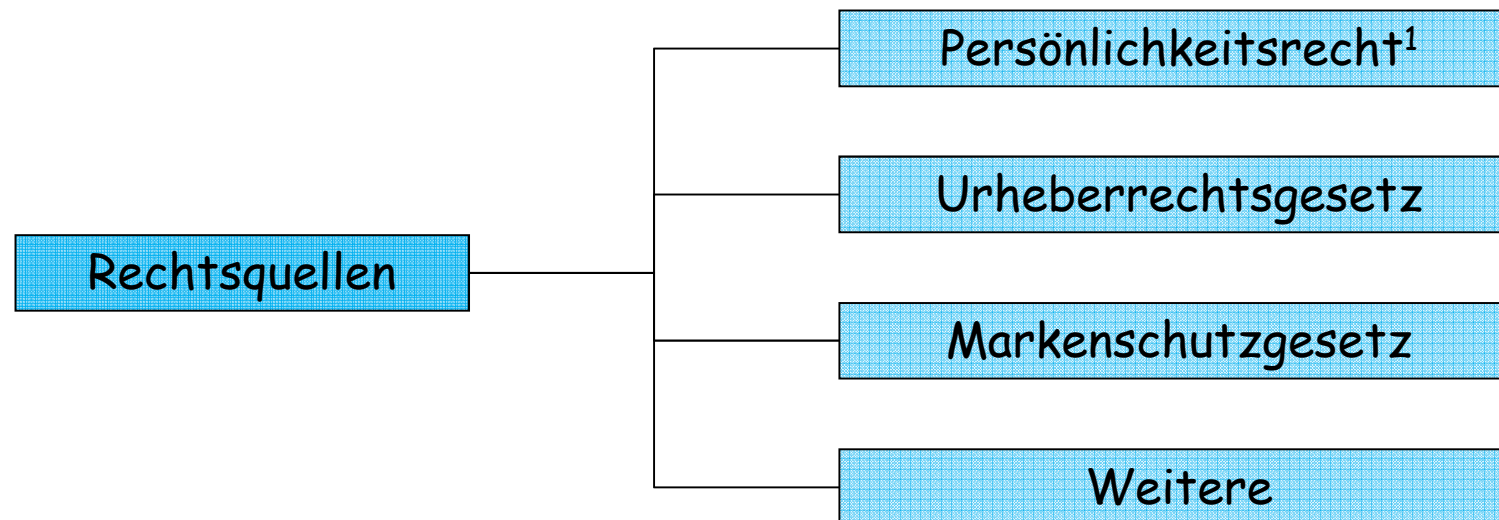 Persönlichkeitsrecht¹
Urheberrechtsgesetz
Rechtsquellen
Markenschutzgesetz
Weitere